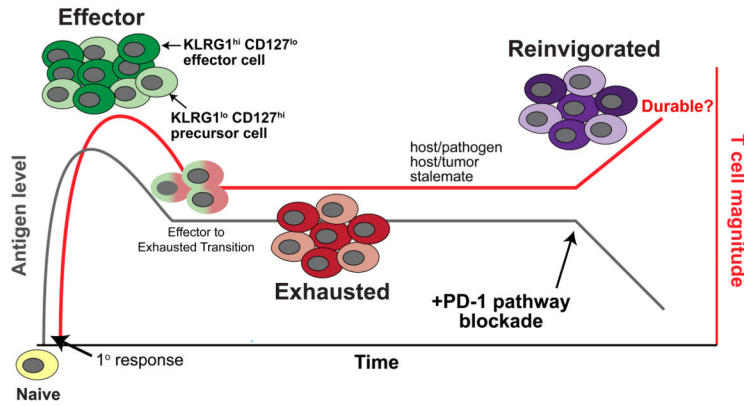 Effector
KLRG1hi CD127lo
effector cell
KLRG1lo CD127hi
precursor cell
Reinvigorated
Durable?
host/pathogen
host/tumor
stalemate
Antigen level
T cell magnitude
Effector to
Exhausted Transition
Exhausted
+PD-1 pathway
blockade
1o response
Time
Naive